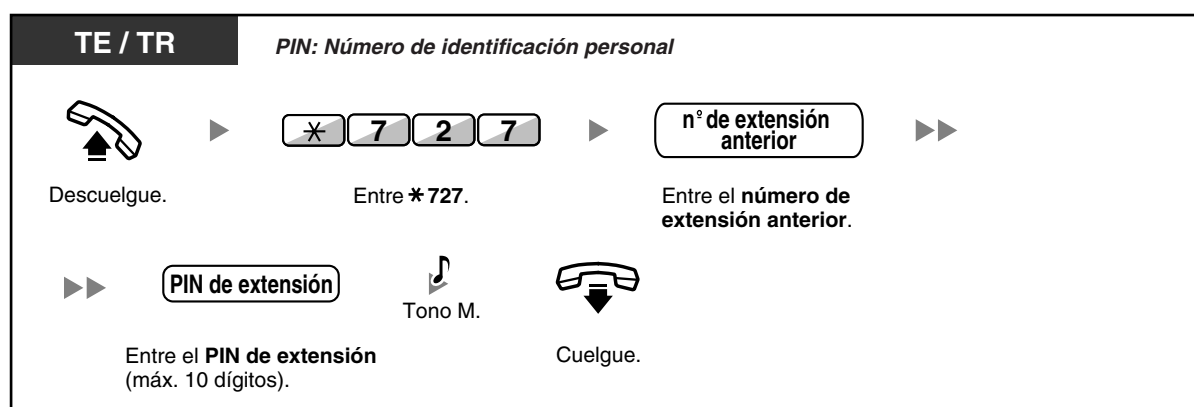 TE / TR
PIN: Número de identificación personal
✳ 7 2 7
n° de extensión
anterior
Descuelgue.
Entre ✳ 727.
Entre el número de
extensión anterior.
PIN de extensión
Tono M.
Entre el PIN de extensión
(máx. 10 dígitos).
Cuelgue.